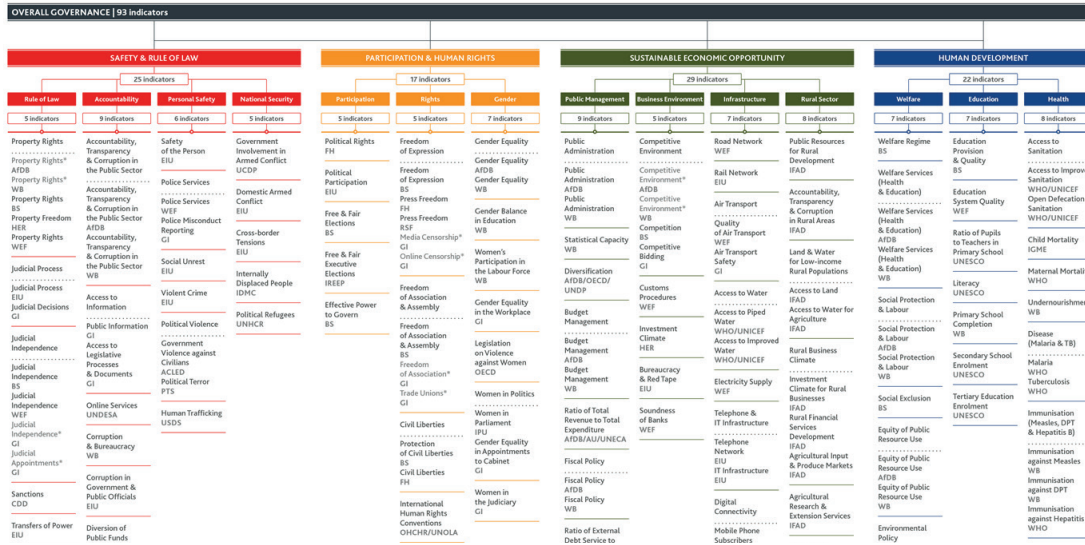 OVERALL GOVERNANCE | 93 indicators
SAFETY & RULE OF LAW
25 indicators
Rule of Law
5 indicators
Property Rights
Property Rights*
AfDB
Property Rights*
WB
Property Rights
BS
Property Freedom
HER
Property Rights
WEF
Judicial Process
Judicial Process
EIU
Judicial Decisions
GI
Judicial
Independence
Judicial
Independence
BS
Judicial
Independence
WEF
Judicial
Independence*
GI
Judicial
Appointments*
GI
Sanctions
CDD
Transfers of Power
EIU
Accountability
9 indicators
Accountability,
Transparency
& Corruption in
the Public Sector
Accountability,
Transparency
& Corruption in
the Public Sector
AfDB
Accountability,
Transparency
& Corruption in
the Public Sector
WB
Access to
Information
Public Information
GI
Access to
Legislative
Processes
& Documents
GI
Online Services
UNDESA
Corruption
& Bureaucracy
WB
Corruption in
Government &
Public Officials
EIU
Diversion of
Public Funds
Personal Safety
6 indicators
Safety
of the Person
EIU
Police Services
Police Services
WEF
Police Misconduct
Reporting
GI
Social Unrest
EIU
Violent Crime
EIU
Political Violence
Government
Violence against
Civilians
ACLED
Political Terror
PTS
Human Trafficking
USDS
National Security
5 indicators
Government
Involvement in
Armed Conflict
UCDP
Domestic Armed
Conflict
EIU
Cross-border
Tensions
EIU
Internally
Displaced People
IDMC
Political Refugees
UNHCR
PARTICIPATION & HUMAN RIGHTS
17 indicators
Participation
5 indicators
Political Rights
FH
Political
Participation
EIU
Free & Fair
Elections
BS
Free & Fair
Executive
Elections
IREEP
Effective Power
to Govern
BS
Rights
5 indicators
Freedom
of Expression
Freedom
of Expression
BS
Press Freedom
FH
Press Freedom
RSF
Media Censorship*
GI
Online Censorship*
GI
Freedom
of Association
& Assembly
Freedom
of Association
& Assembly
BS
Freedom
of Association*
GI
Trade Unions*
GI
Civil Liberties
Protection
of Civil Liberties
BS
Civil Liberties
FH
International
Human Rights
Conventions
OHCHR/UNOLA
Gender
7 indicators
Gender Equality
Gender Equality
AfDB
Gender Equality
WB
Gender Balance
in Education
WB
Women's
Participation in
the Labour Force
WB
Gender Equality
in the Workplace
GI
Legislation
on Violence
against Women
OECD
Women in Politics
Women in
Parliament
IPU
Gender Equality
in Appointments
to Cabinet
GI
Women in
the Judiciary
GI
SUSTAINABLE ECONOMIC OPPORTUNITY
29 indicators
Public Management
9 indicators
Public
Administration
Public
Administration
AfDB
Public
Administration
WB
Statistical Capacity
WB
Diversification
AfDB/OECD/
UNDP
Budget
Management
Budget
Management
AfDB
Budget
Management
WB
Ratio of Total
Revenue to Total
Expenditure
AfDB/AU/UNECA
Fiscal Policy
Fiscal Policy
AfDB
Fiscal Policy
WB
Ratio of External
Debt Service to
Business Environment
5 indicators
Competitive
Environment
Competitive
Environment*
AfDB
Competitive
Environment*
WB
Competition
BS
Competitive
Bidding
GI
Customs
Procedures
WEF
Investment
Climate
HER
Bureaucracy
& Red Tape
EIU
Soundness
of Banks
WEF
Infrastructure
7 indicators
Road Network
WEF
Rail Network
EIU
Air Transport
Quality
of Air Transport
WEF
Air Transport
Safety
GI
Access to Water
Access to Piped
Water
WHO/UNICEF
Access to Improved
Water
WHO/UNICEF
Electricity Supply
WEF
Telephone &
IT Infrastructure
Telephone
Network
EIU
IT Infrastructure
EIU
Digital
Connectivity
Mobile Phone
Subscribers
Rural Sector
8 indicators
Public Resources
for Rural
Development
IFAD
Accountability,
Transparency
& Corruption
in Rural Areas
IFAD
Land & Water
for Low-income
Rural Populations
Access to Land
IFAD
Access to Water for
Agriculture
IFAD
Rural Business
Climate
Investment
Climate for Rural
Businesses
IFAD
Rural Financial
Services
Development
IFAD
Agricultural Input
& Produce Markets
IFAD
Agricultural
Research &
Extension Services
IFAD
HUMAN DEVELOPMENT
22 indicators
Welfare
7 indicators
Welfare Regime
BS
Welfare Services
(Health
& Education)
Welfare Services
(Health
& Education)
AfDB
Welfare Services
(Health
& Education)
WB
Social Protection
& Labour
Social Protection
& Labour
AfDB
Social Protection
& Labour
WB
Social Exclusion
BS
Equity of Public
Resource Use
Equity of Public
Resource Use
AfDB
Equity of Public
Resource Use
WB
Environmental
Policy
Education
7 indicators
Education
Provision
& Quality
BS
Education
System Quality
WEF
Ratio of Pupils
to Teachers in
Primary School
UNESCO
Literacy
UNESCO
Primary School
Completion
WB
Secondary School
Enrolment
UNESCO
Tertiary Education
Enrolment
UNESCO
Health
8 indicators
Access to
Sanitation
Access to Improve
Sanitation
WHO/UNICEF
Open Defecation
Sanitation
WHO/UNICEF
Child Mortality
IGME
Maternal Mortali
WHO
Undernourishme
WB
Disease
(Malaria & TB)
Malaria
WHO
Tuberculosis
WHO
Immunisation
(Measles, DPT
& Hepatitis B)
Immunisation
against Measles
WB
Immunisation
against DPT
WB
Immunisation
against Hepatitis
WHO